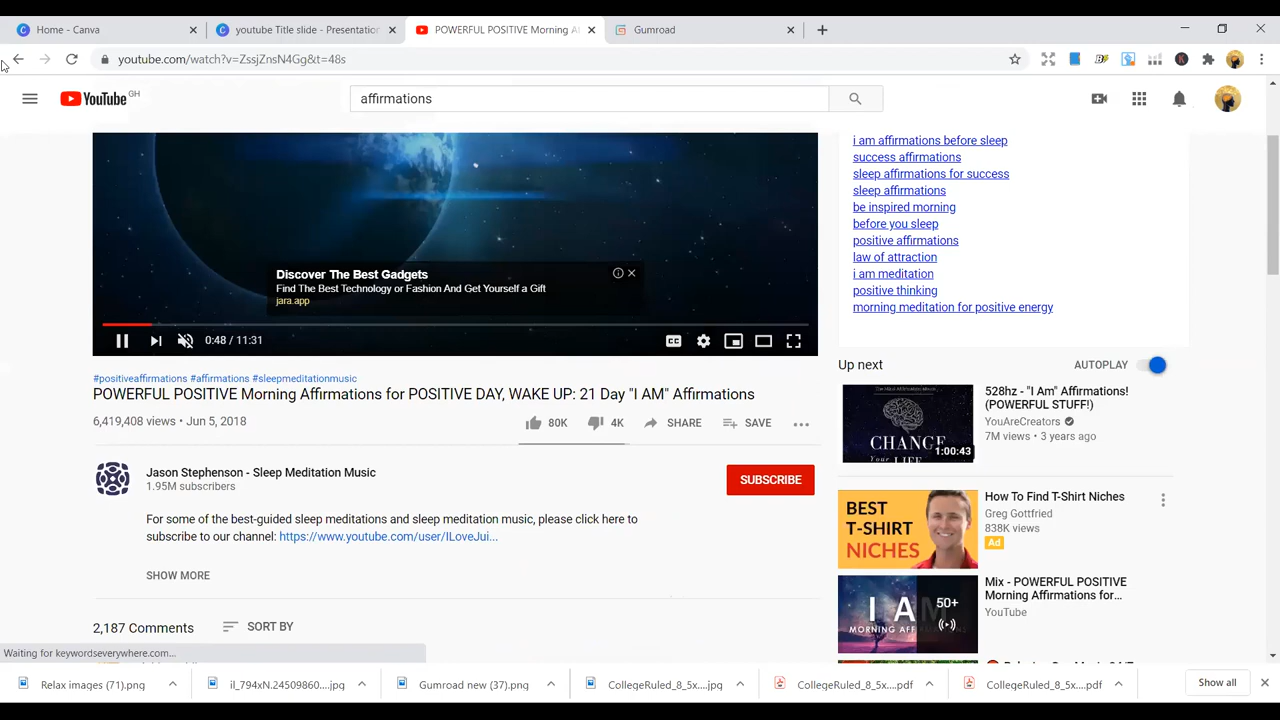 Home - Canva
youtube Title slide - Presentation
POWERFUL POSITIVE Morning Af
Gumroad
youtube.com/watch?v=ZssjZnsN4Gg&t=48s
YouTube GH
affirmations
i am affirmations before sleep
success affirmations
sleep affirmations for success
sleep affirmations
be inspired morning
before you sleep
positive affirmations
law of attraction
i am meditation
positive thinking
morning meditation for positive energy
Discover The Best Gadgets
Find The Best Technology or Fashion And Get Yourself a Gift
jara.app
0:48 / 11:31
CC
#positiveaffirmations #affirmations #sleepmeditationmusic
POWERFUL POSITIVE Morning Affirmations for POSITIVE DAY, WAKE UP: 21 Day "I AM" Affirmations
6,419,408 views • Jun 5, 2018
80K
4K
SHARE
SAVE
Jason Stephenson - Sleep Meditation Music
1.95M subscribers
SUBSCRIBE
For some of the best-guided sleep meditations and sleep meditation music, please click here to
subscribe to our channel: https://www.youtube.com/user/ILoveJui...
SHOW MORE
2,187 Comments
SORT BY
Up next
AUTOPLAY
CHANGE
Your LIFE
1:00:43
528hz - "I Am" Affirmations!
(POWERFUL STUFF!)
YouAreCreators
7M views • 3 years ago
BEST
T-SHIRT
NICHES
How To Find T-Shirt Niches
Greg Gottfried
838K views
Ad
I AM
MORNING AFF
50+
Mix - POWERFUL POSITIVE
Morning Affirmations for...
YouTube
Waiting for keywordseverywhere.com...
Relax images (71).png
il_794xN.24509860....jpg
Gumroad new (37).png
CollegeRuled_8_5x....jpg
CollegeRuled_8_5x....pdf
CollegeRuled_8_5x....pdf
Show all